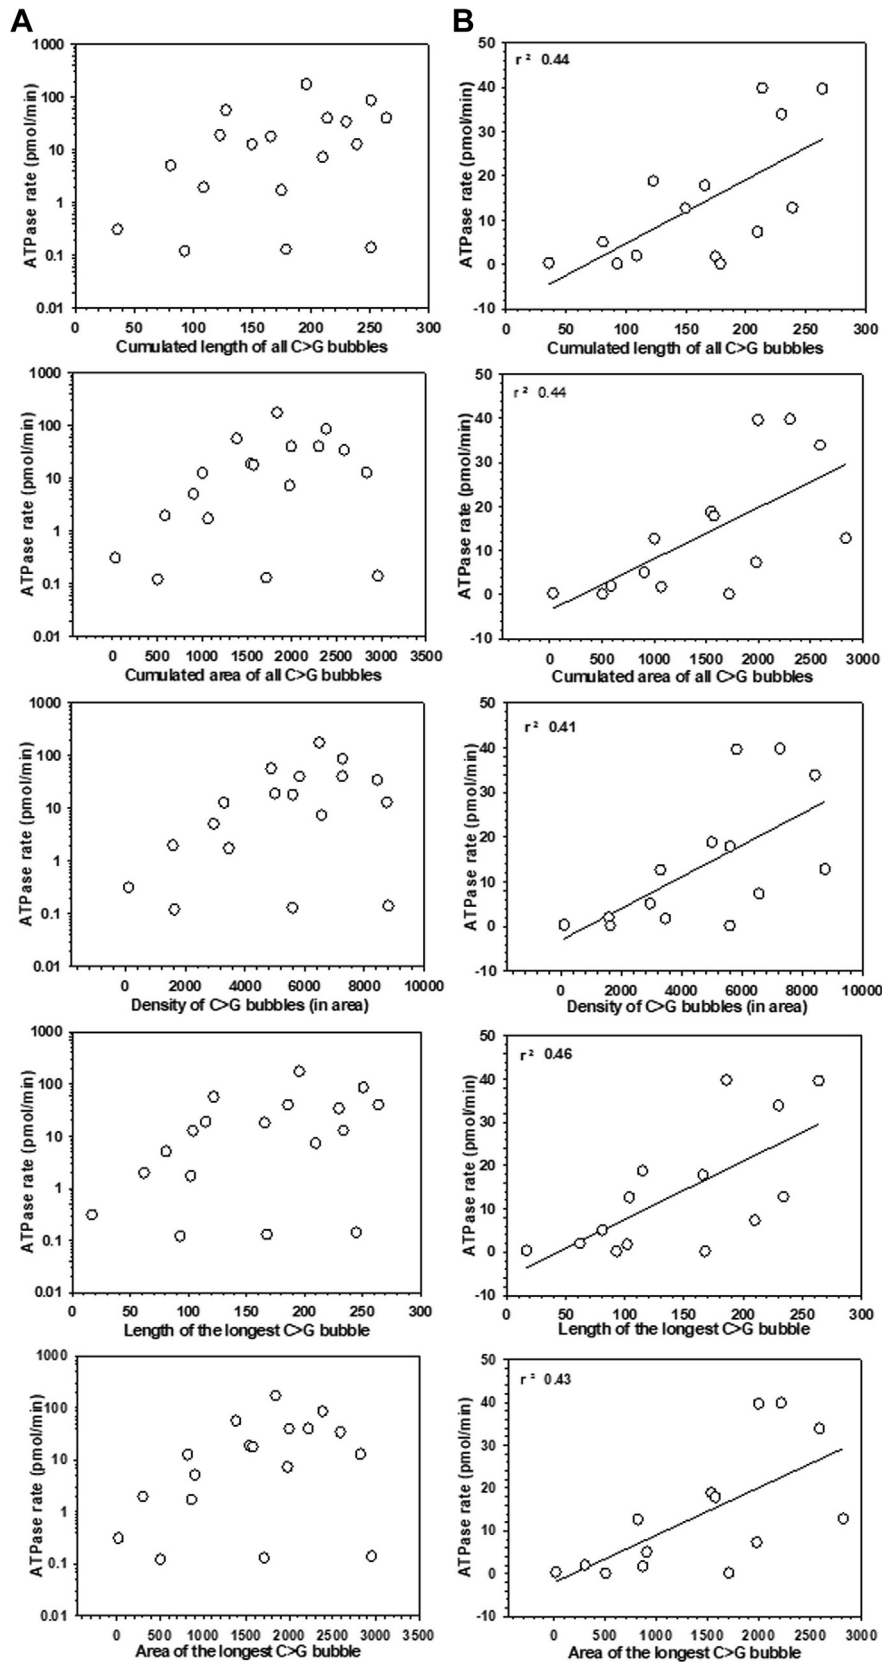 A
B
1000
100
10
1
0.1
0.01
ATPase rate (pmol/min)
0 50 100 150 200 250 300
Cumulated length of all C>G bubbles
r² 0.44
50
40
30
20
10
0
-10
ATPase rate (pmol/min)
0 50 100 150 200 250 300
Cumulated length of all C>G bubbles
1000
100
10
1
0.1
0.01
ATPase rate (pmol/min)
0 500 1000 1500 2000 2500 3000 3500
Cumulated area of all C>G bubbles
r² 0.44
50
40
30
20
10
0
-10
ATPase rate (pmol/min)
0 500 1000 1500 2000 2500 3000
Cumulated area of all C>G bubbles
1000
100
10
1
0.1
0.01
ATPase rate (pmol/min)
0 2000 4000 6000 8000 10000
Density of C>G bubbles (in area)
r² 0.41
50
40
30
20
10
0
-10
ATPase rate (pmol/min)
0 2000 4000 6000 8000 10000
Density of C>G bubbles (in area)
1000
100
10
1
0.1
0.01
ATPase rate (pmol/min)
0 50 100 150 200 250 300
Length of the longest C>G bubble
r² 0.46
50
40
30
20
10
0
-10
ATPase rate (pmol/min)
0 50 100 150 200 250 300
Length of the longest C>G bubble
1000
100
10
1
0.1
0.01
ATPase rate (pmol/min)
0 500 1000 1500 2000 2500 3000 3500
Area of the longest C>G bubble
r² 0.43
50
40
30
20
10
0
-10
ATPase rate (pmol/min)
0 500 1000 1500 2000 2500 3000
Area of the longest C>G bubble